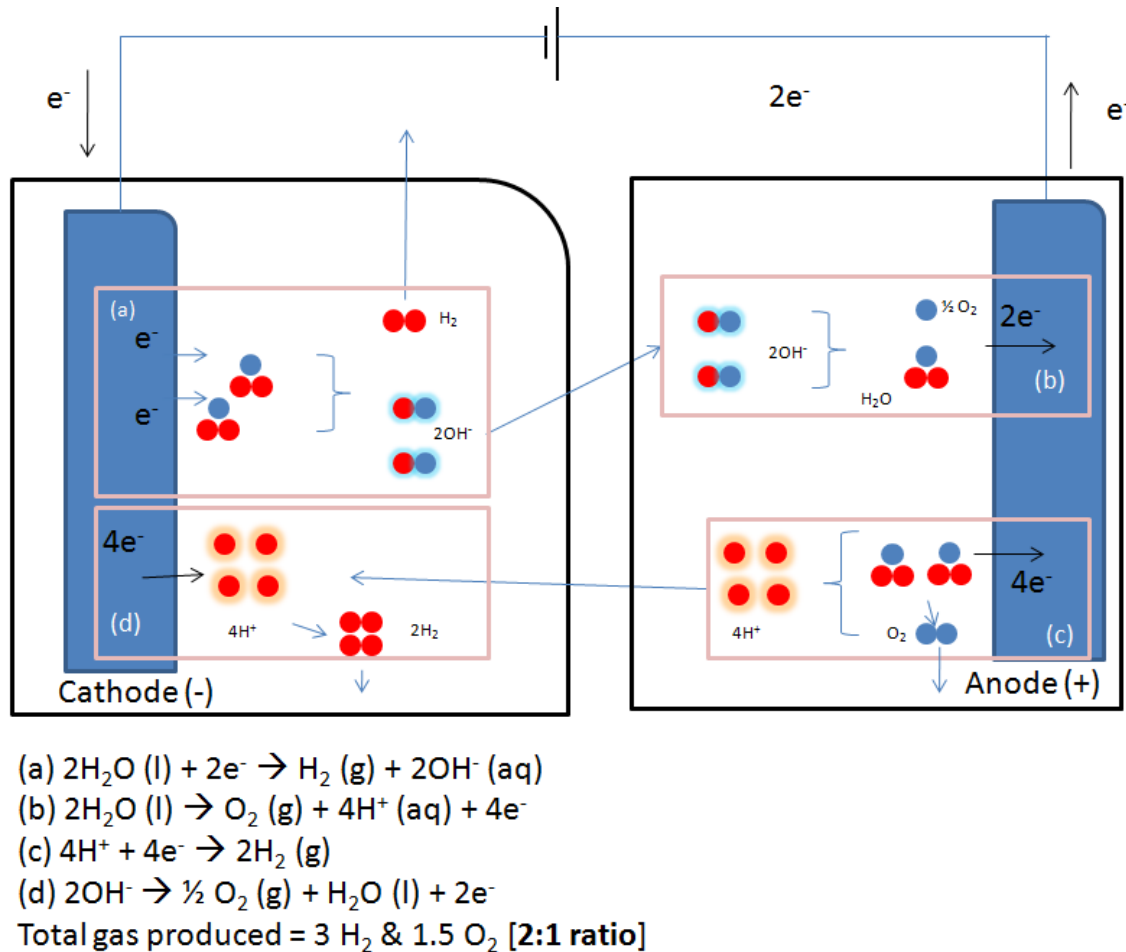 e⁻
2e⁻
e⁻
(a)
e⁻
e⁻
H₂
2OH⁻
2OH⁻
½ O₂
H₂O
2e⁻
(b)
4e⁻
(d)
4H⁺
2H₂
4H⁺
O₂
4e⁻
(c)
Cathode (-)
Anode (+)
(a) 2H₂O (l) + 2e⁻ → H₂ (g) + 2OH⁻ (aq)
(b) 2H₂O (l) → O₂ (g) + 4H⁺ (aq) + 4e⁻
(c) 4H⁺ + 4e⁻ → 2H₂ (g)
(d) 2OH⁻ → ½ O₂ (g) + H₂O (l) + 2e⁻
Total gas produced = 3 H₂ & 1.5 O₂ [2:1 ratio]